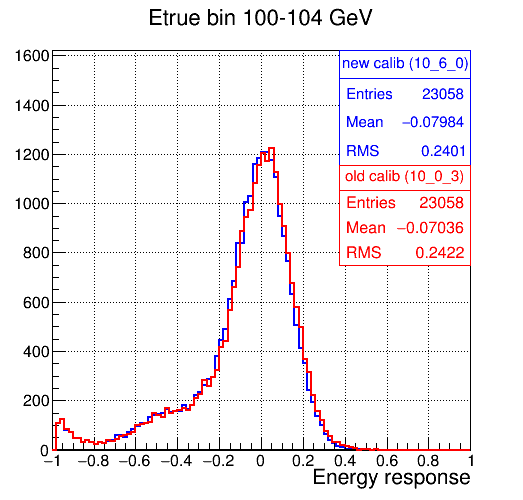 Etrue bin 100-104 GeV
new calib (10_6_0)
Entries 23058
Mean −0.07984
RMS 0.2401
old calib (10_0_3)
Entries 23058
Mean −0.07036
RMS 0.2422
1600
1400
1200
1000
800
600
400
200
0
−1 −0.8 −0.6 −0.4 −0.2 0 0.2 0.4 0.6 0.8 1
Energy response